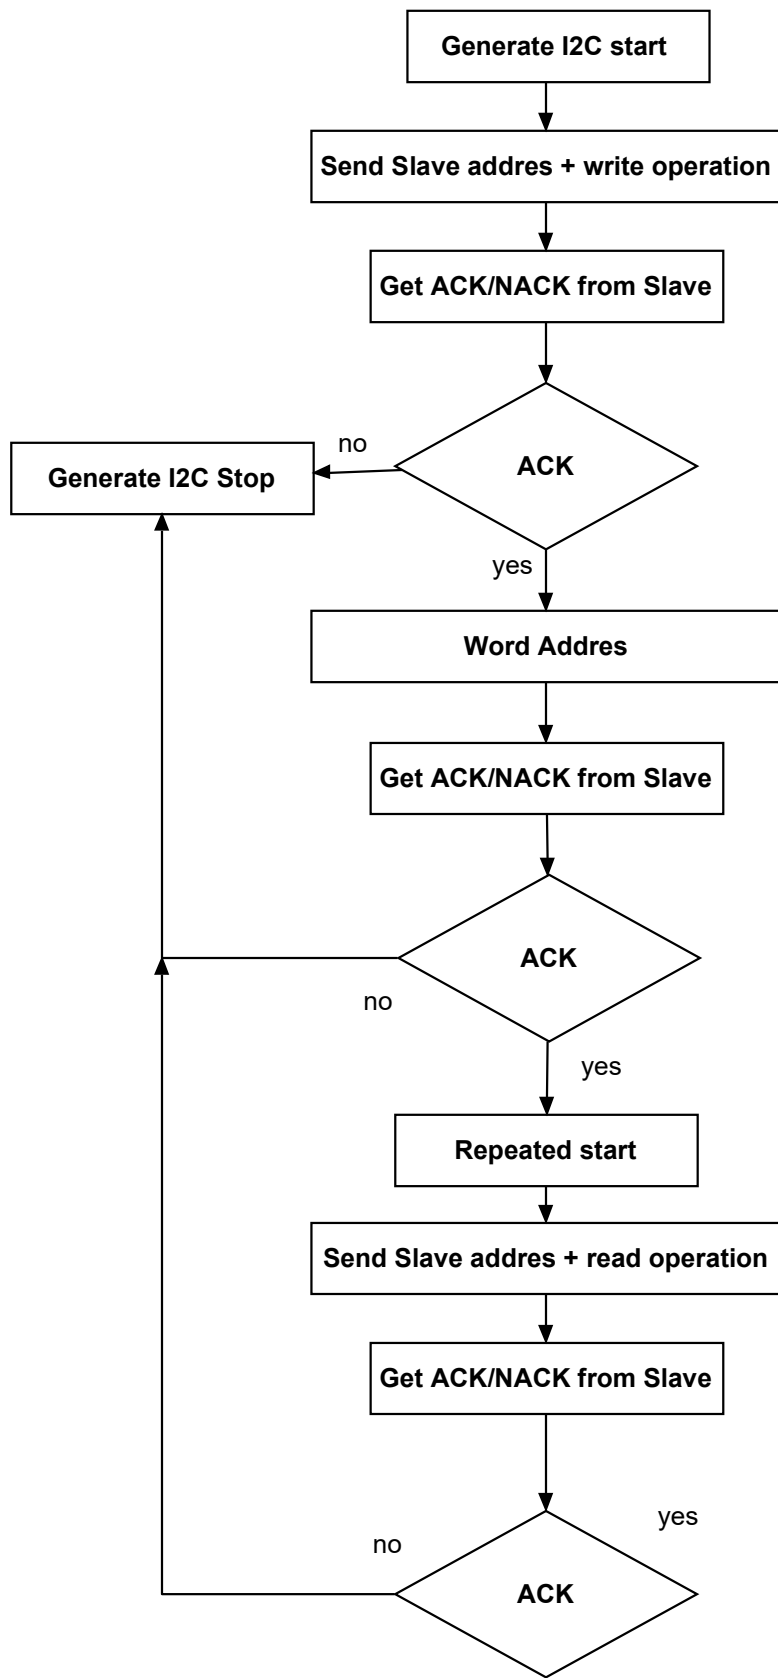 Generate I2C start
Send Slave addres + write operation
Get ACK/NACK from Slave
no
ACK
Generate I2C Stop
yes
Word Addres
Get ACK/NACK from Slave
ACK
no
yes
Repeated start
Send Slave addres + read operation
Get ACK/NACK from Slave
yes
no
ACK